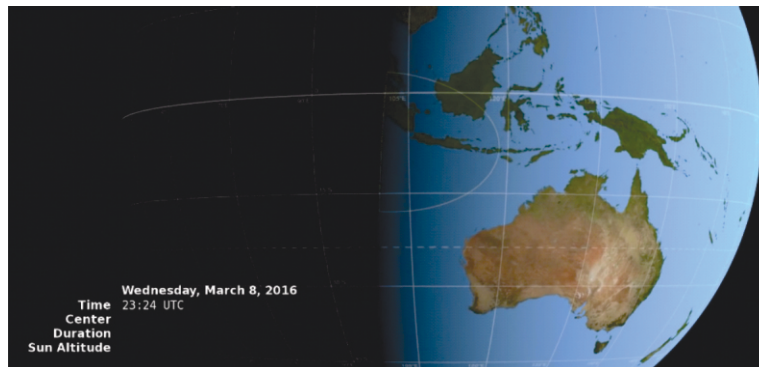 Wednesday, March 8, 2016
Time 23:24 UTC
Center
Duration
Sun Altitude